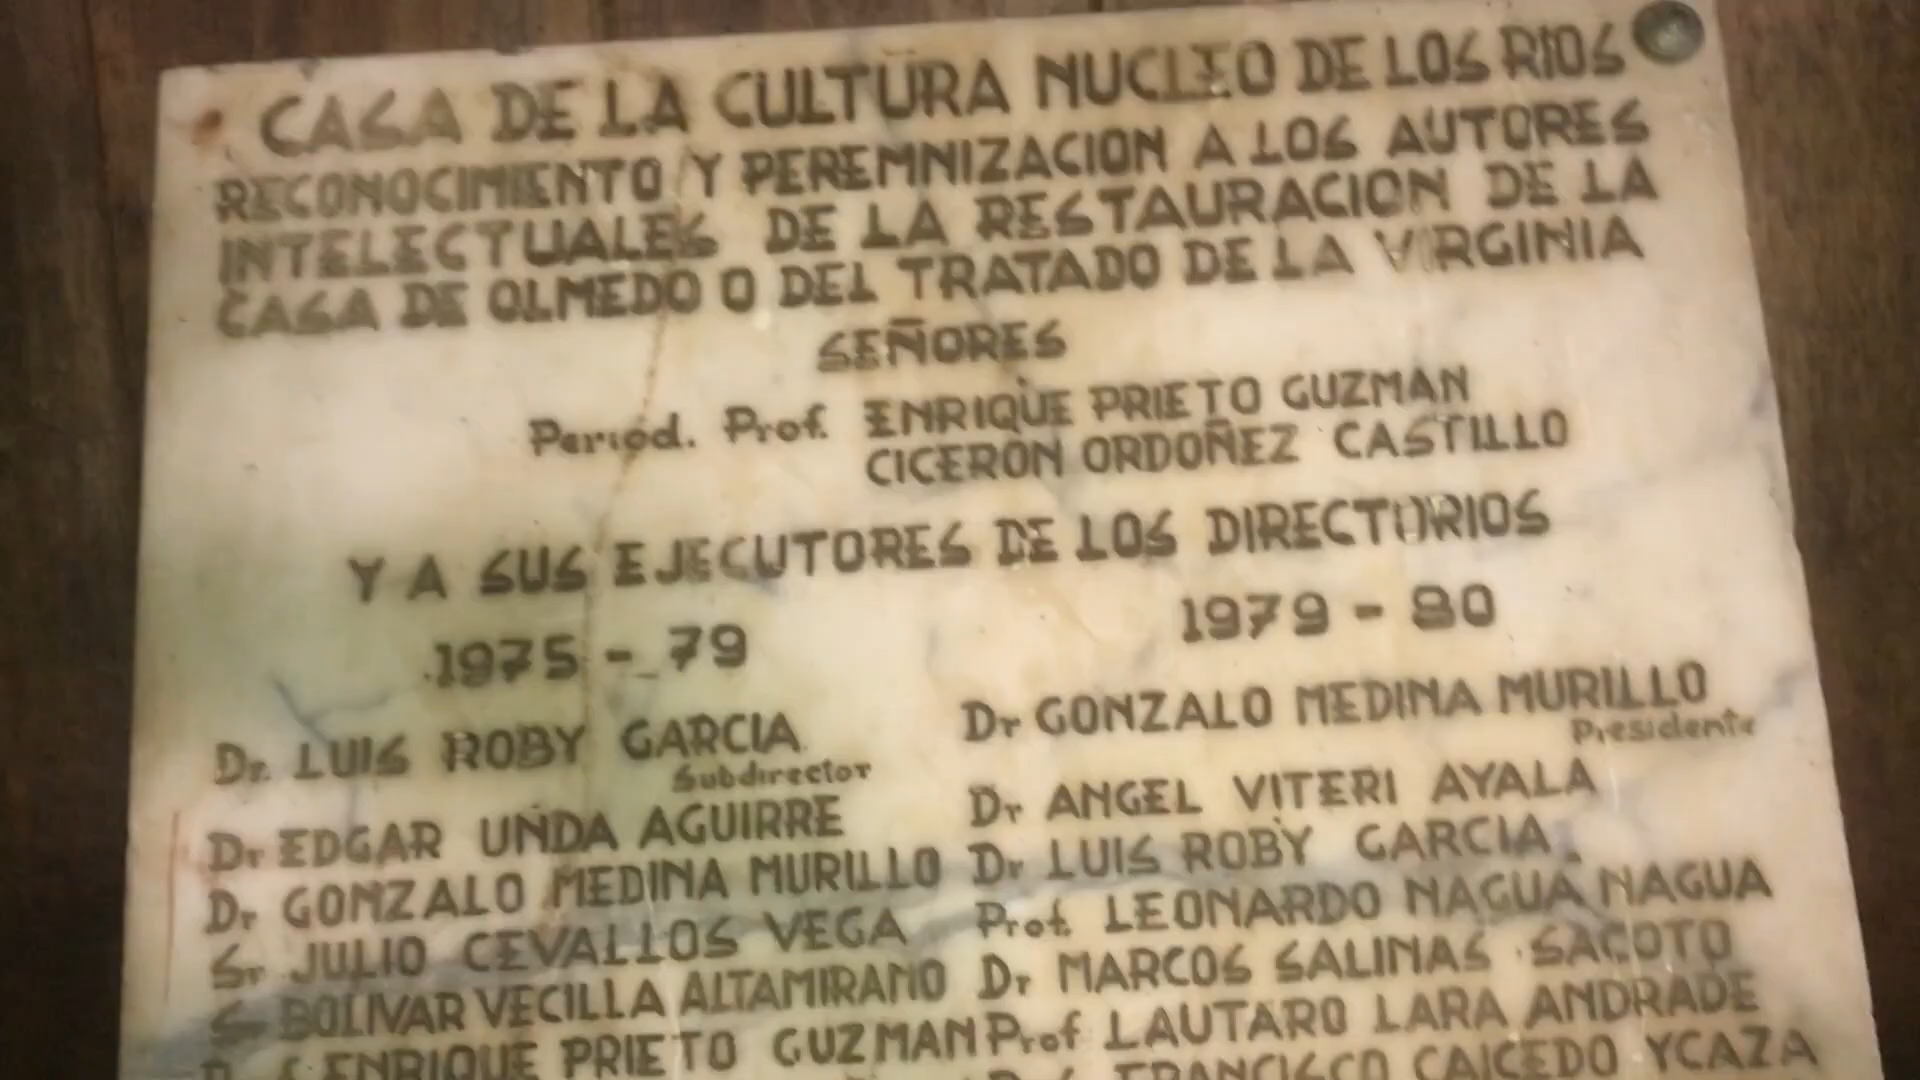 CASA DE LA CULTURA NUCLEO DE LOS RIOS
RECONOCIMIENTO Y PEREMNIZACION A LOS AUTORES
INTELECTUALES DE LA RESTAURACION DE LA
CASA DE OLMEDO O DEL TRATADO DE LA VIRGINIA
SEÑORES
Period. Prof. ENRIQUE PRIETO GUZMAN
CICERON ORDOÑEZ CASTILLO
Y A SUS EJECUTORES DE LOS DIRECTORIOS
1975 - 79
Dr. LUIS ROBY GARCIA
Subdirector
Dr EDGAR UNDA AGUIRRE
Dr GONZALO MEDINA MURILLO
Sr JULIO CEVALLOS VEGA
BOLIVAR VECILLA ALTAMIRANO
ENRIQUE PRIETO GUZMAN
1979 - 80
Dr GONZALO MEDINA MURILLO
Presidente
Dr ANGEL VITERI AYALA
Dr LUIS ROBY GARCIA
Prof. LEONARDO NAGUA NAGUA
Dr MARCOS SALINAS SACOTO
Prof LAUTARO LARA ANDRADE
FRANCISCO CAICEDO YCAZA